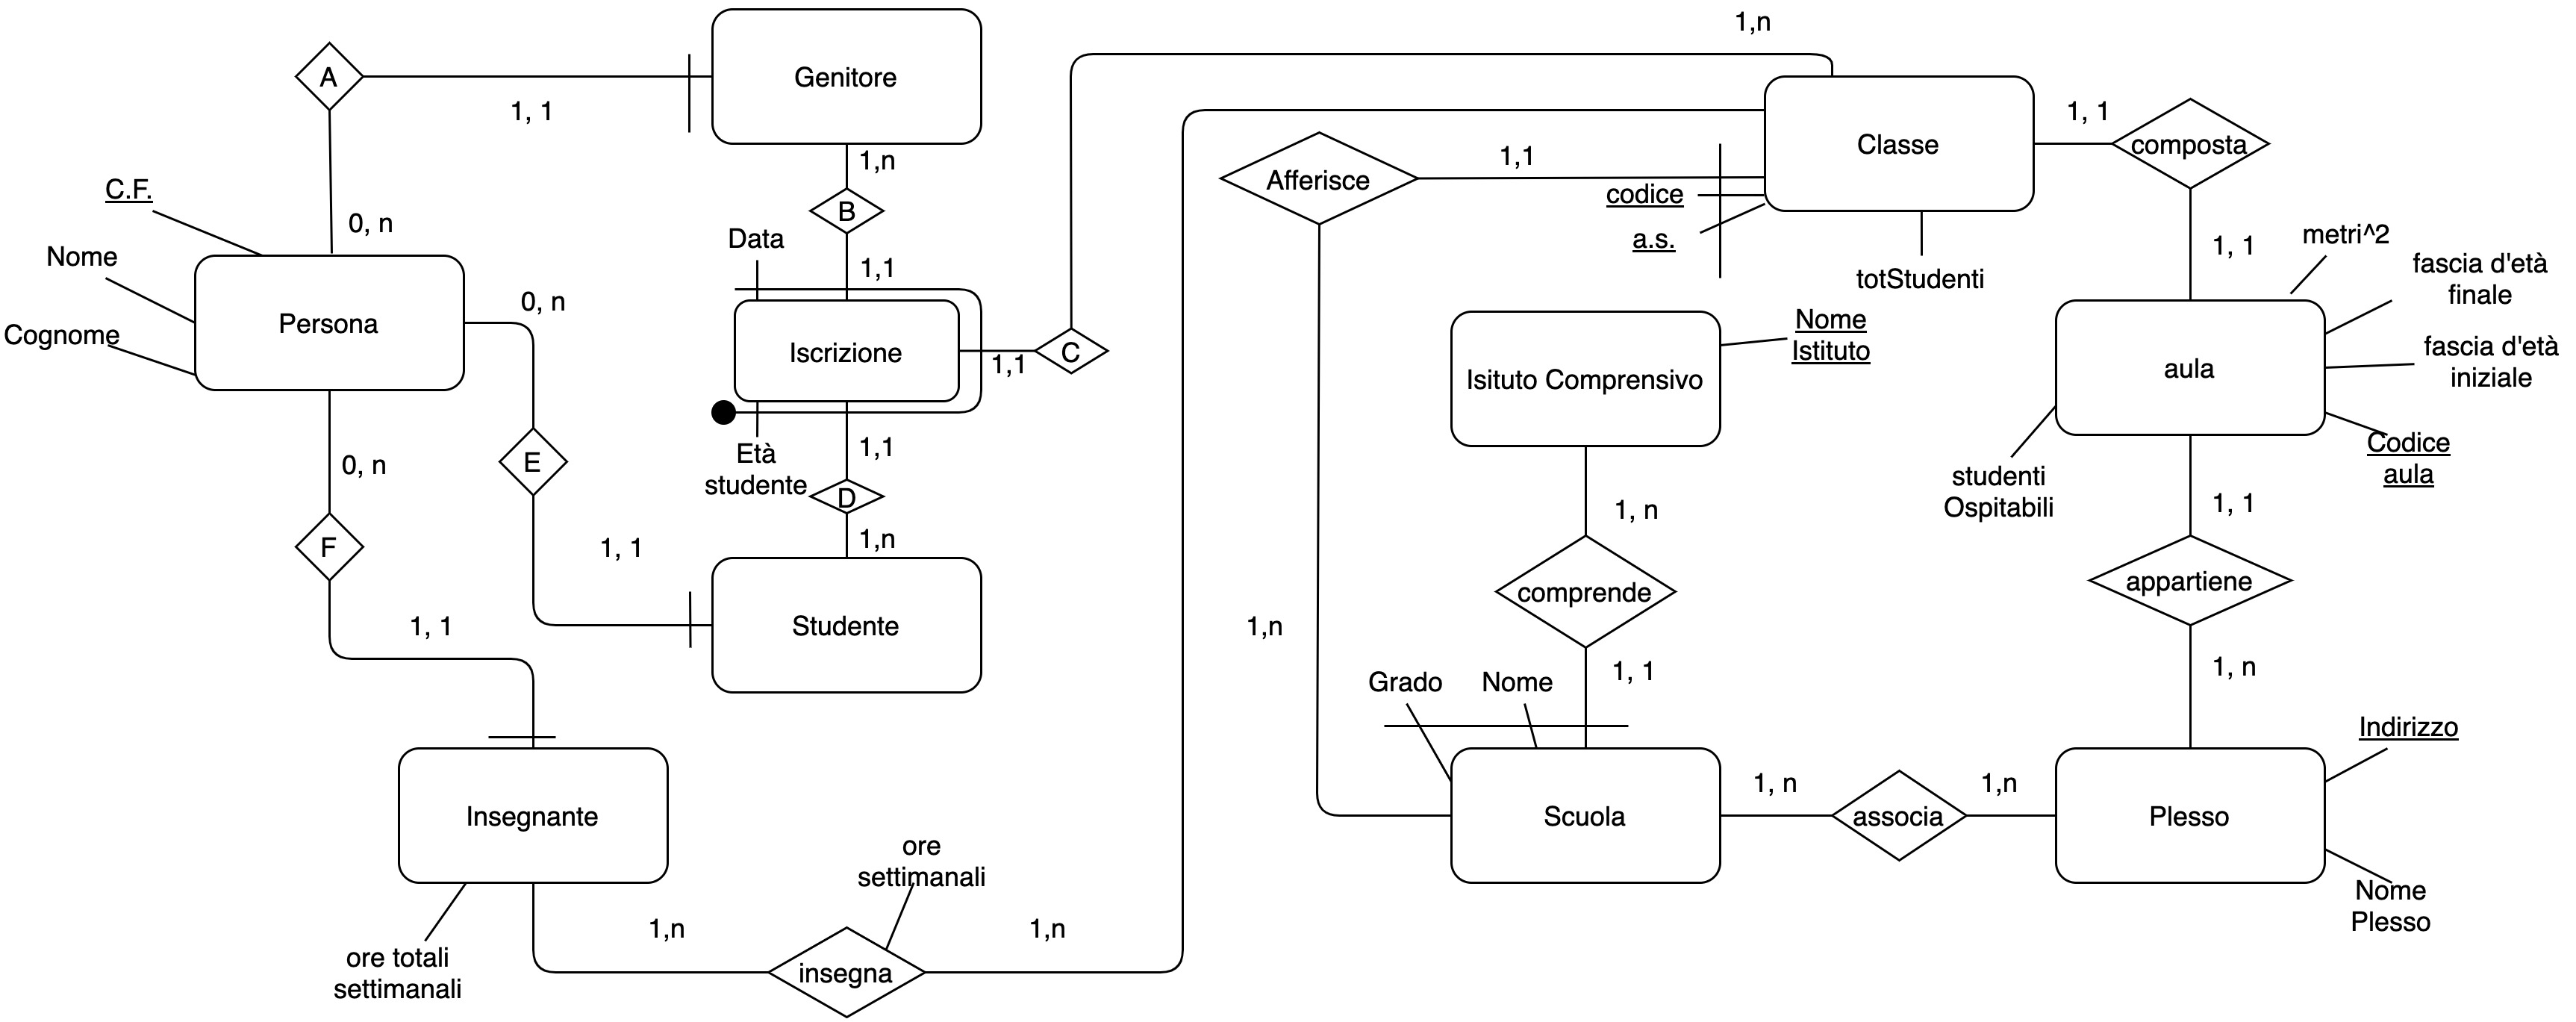 1,n
A
Genitore
1, 1
1, 1
Classe
composta
1,n
1,1
Afferisce
C.F.
codice
B
0, n
Data
a.s.
metri^2
1, 1
Nome
1,1
fascia d'età
finale
totStudenti
0, n
Persona
Cognome
Iscrizione
1,1
C
Nome
Istituto
Isituto Comprensivo
aula
fascia d'età
iniziale
0, n
E
1,1
Età
studente
D
Codice
aula
studenti
Ospitabili
1, n
1, 1
F
1, 1
1,n
comprende
appartiene
1, 1
Studente
1,n
1, 1
1, n
Grado
Nome
Indirizzo
Insegnante
Scuola
1, n
associa
1,n
Plesso
ore
settimanali
Nome
Plesso
ore totali
settimanali
1,n
insegna
1,n